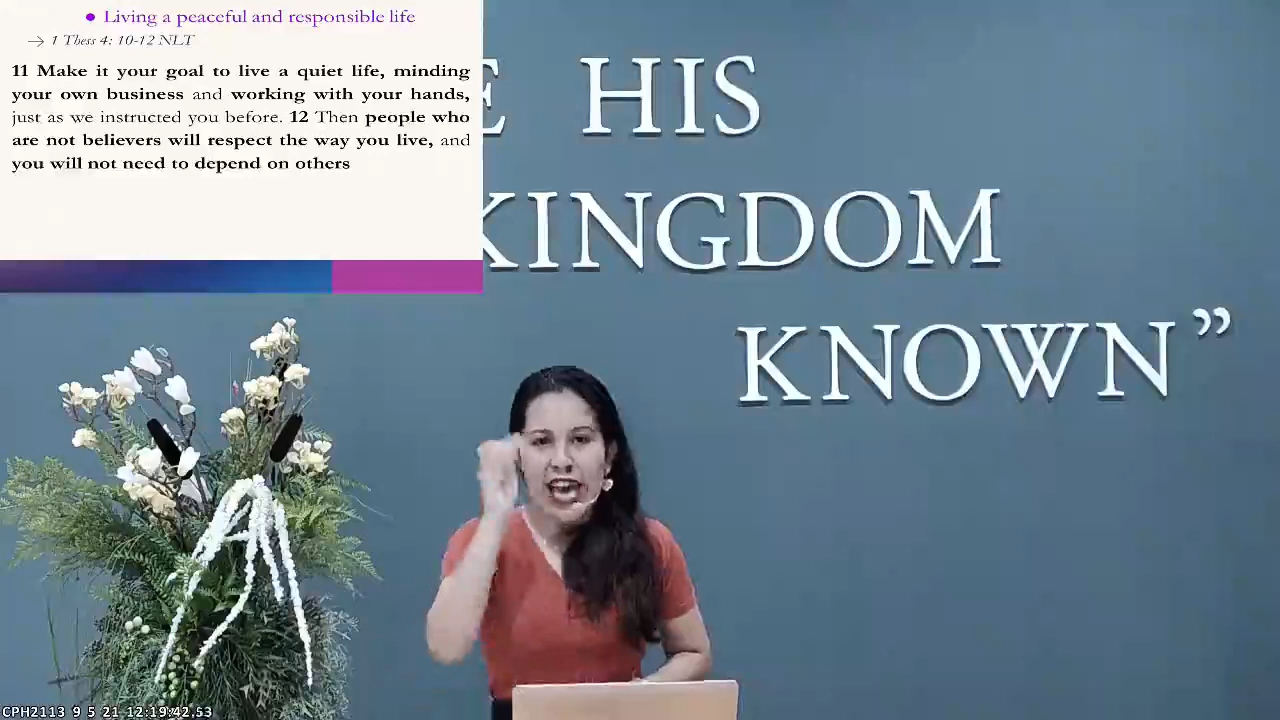 ● Living a peaceful and responsible life
→ 1 Thess 4: 10-12 NLT
11 Make it your goal to live a quiet life, minding
your own business and working with your hands,
just as we instructed you before. 12 Then people who
are not believers will respect the way you live, and
you will not need to depend on others
E HIS
KINGDOM
KNOWN”
CPH2113 9 5 21 12:19:42.53